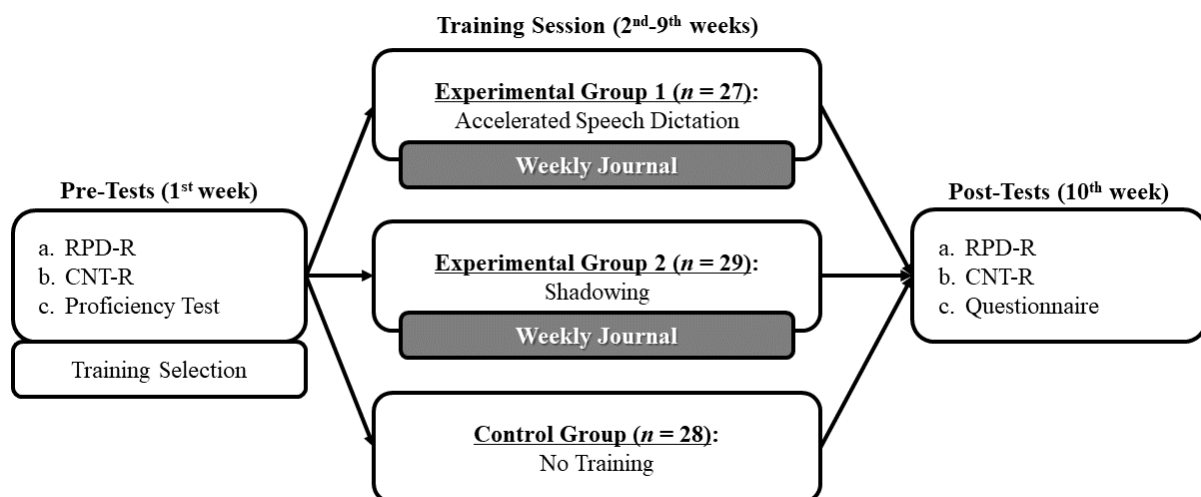 Training Session (2nd-9th weeks)
Experimental Group 1 (n = 27):
Accelerated Speech Dictation
Weekly Journal
Pre-Tests (1st week)
a. RPD-R
b. CNT-R
c. Proficiency Test
Training Selection
Experimental Group 2 (n = 29):
Shadowing
Weekly Journal
Control Group (n = 28):
No Training
Post-Tests (10th week)
a. RPD-R
b. CNT-R
c. Questionnaire